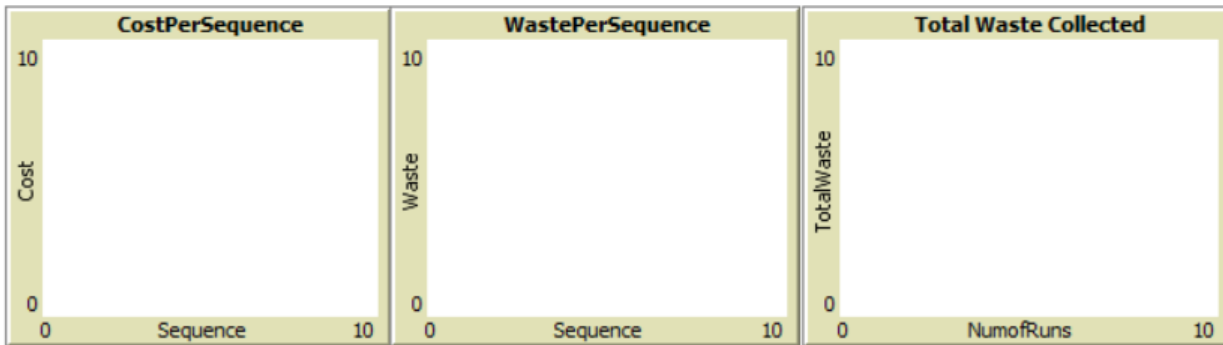 CostPerSequence
10
Cost
0
0 Sequence 10
WastePerSequence
10
Waste
0
0 Sequence 10
Total Waste Collected
10
TotalWaste
0
0 NumofRuns 10